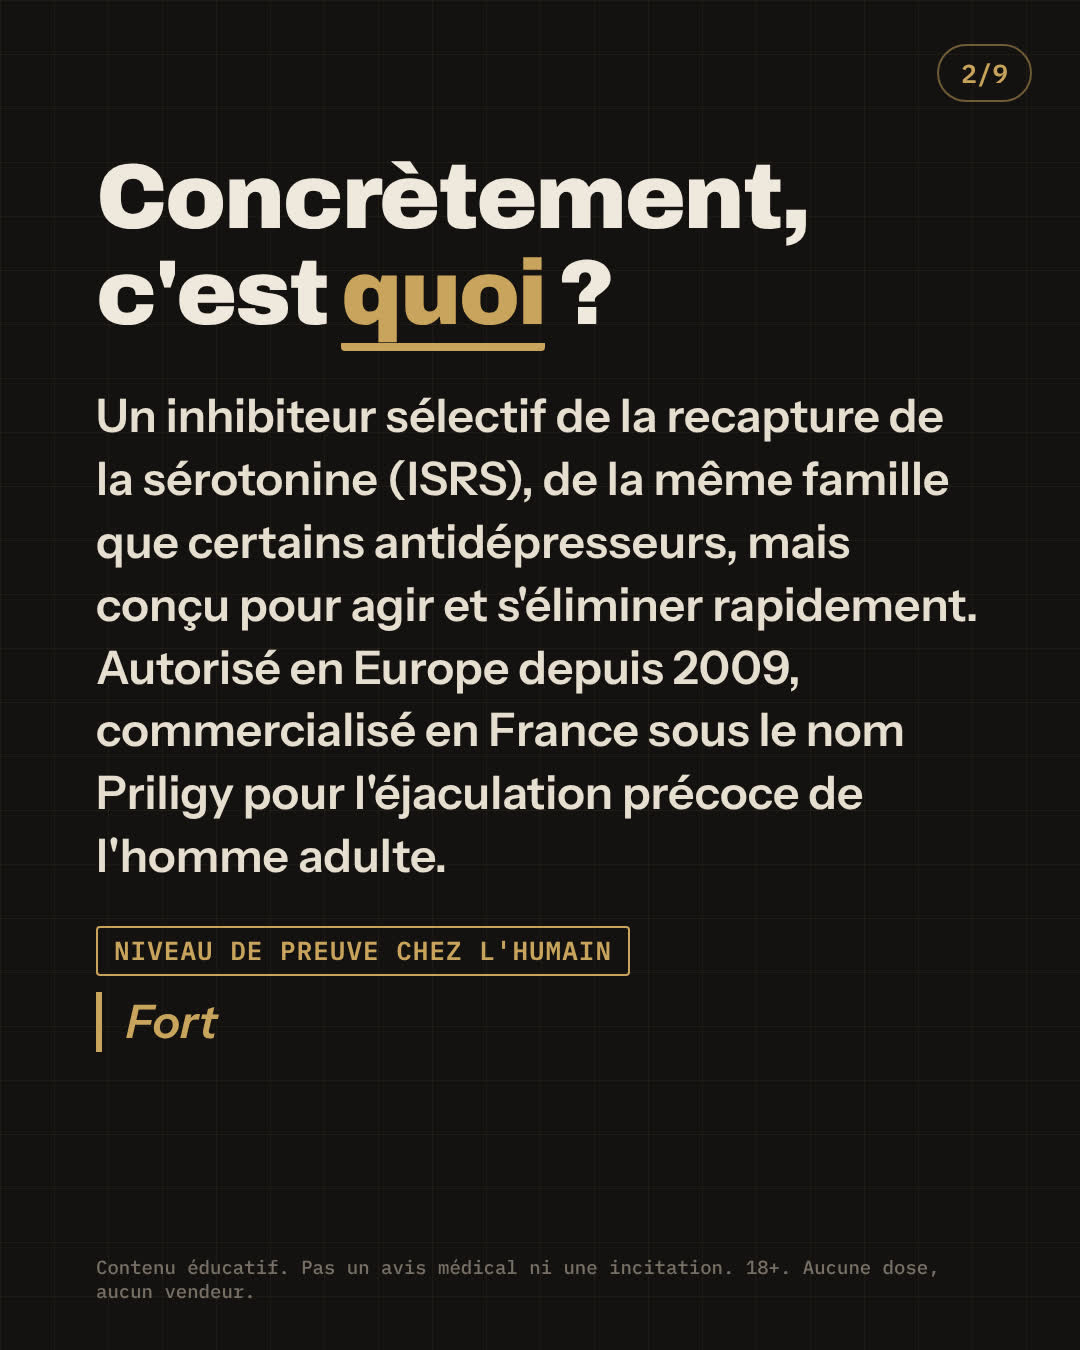 2/9
Concrètement,
c'est quoi ?
Un inhibiteur sélectif de la recapture de
la sérotonine (ISRS), de la même famille
que certains antidépresseurs, mais
conçu pour agir et s'éliminer rapidement.
Autorisé en Europe depuis 2009,
commercialisé en France sous le nom
Priligy pour l'éjaculation précoce de
l'homme adulte.
NIVEAU DE PREUVE CHEZ L'HUMAIN
Fort
Contenu éducatif. Pas un avis médical ni une incitation. 18+. Aucune dose,
aucun vendeur.